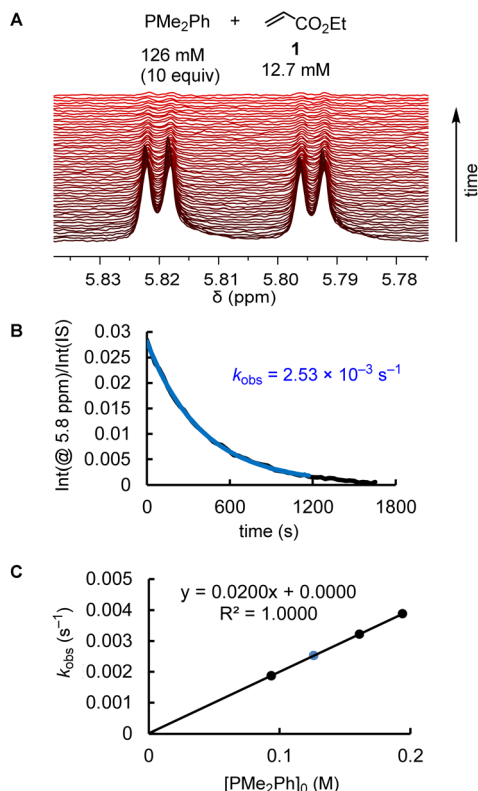 A
PMe₂Ph + CO₂Et
1
126 mM
(10 equiv)
12.7 mM
time
5.83 5.82 5.81 5.80 5.79 5.78
δ (ppm)
B
Int(@ 5.8 ppm)/Int(IS)
0.03
0.025
0.02
0.015
0.01
0.005
0
k_obs = 2.53 × 10⁻³ s⁻¹
0 600 1200 1800
time (s)
C
k_obs (s⁻¹)
0.005
0.004
0.003
0.002
0.001
0
y = 0.0200x + 0.0000
R² = 1.0000
0 0.1 0.2
[PMe₂Ph]₀ (M)